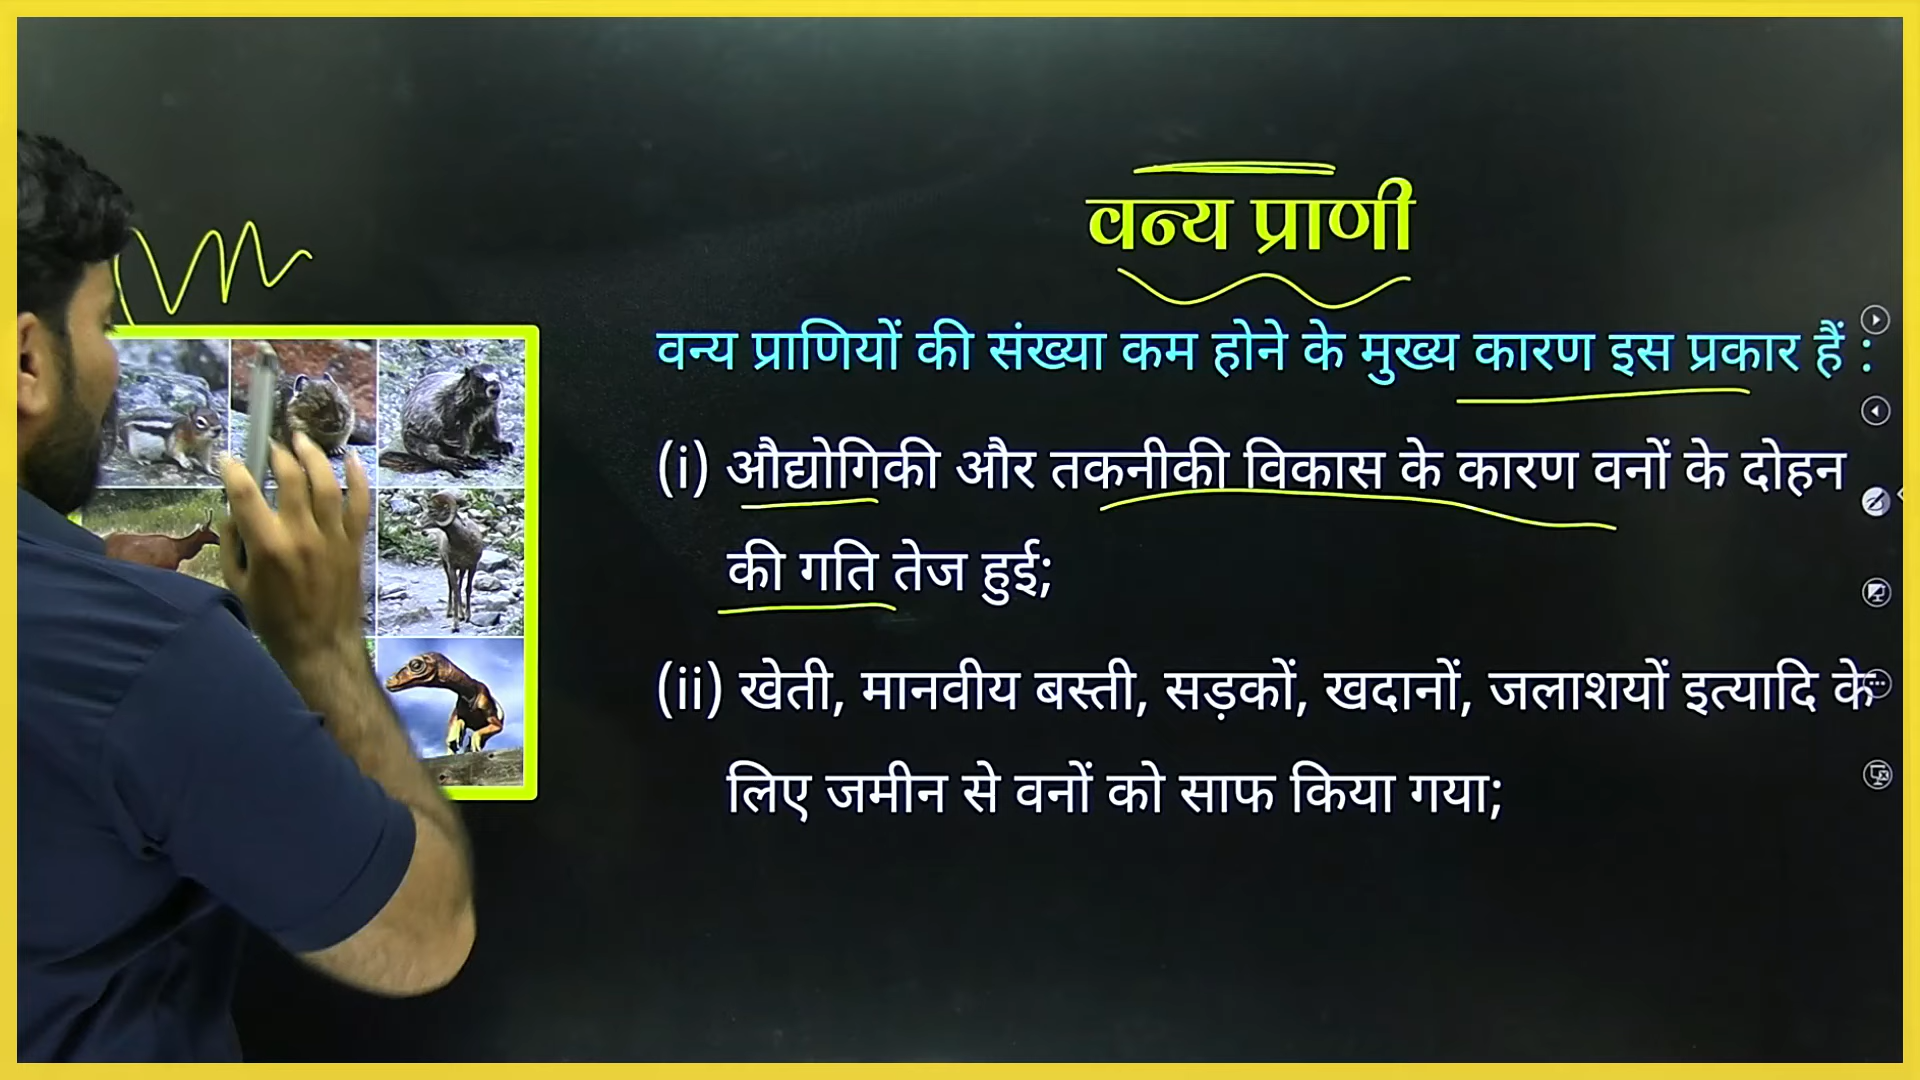 वन्य प्राणी
वन्य प्राणियों की संख्या कम होने के मुख्य कारण इस प्रकार हैं :
(i) औद्योगिकी और तकनीकी विकास के कारण वनों के दोहन
की गति तेज हुई;
(ii) खेती, मानवीय बस्ती, सड़कों, खदानों, जलाशयों इत्यादि के
लिए जमीन से वनों को साफ किया गया;